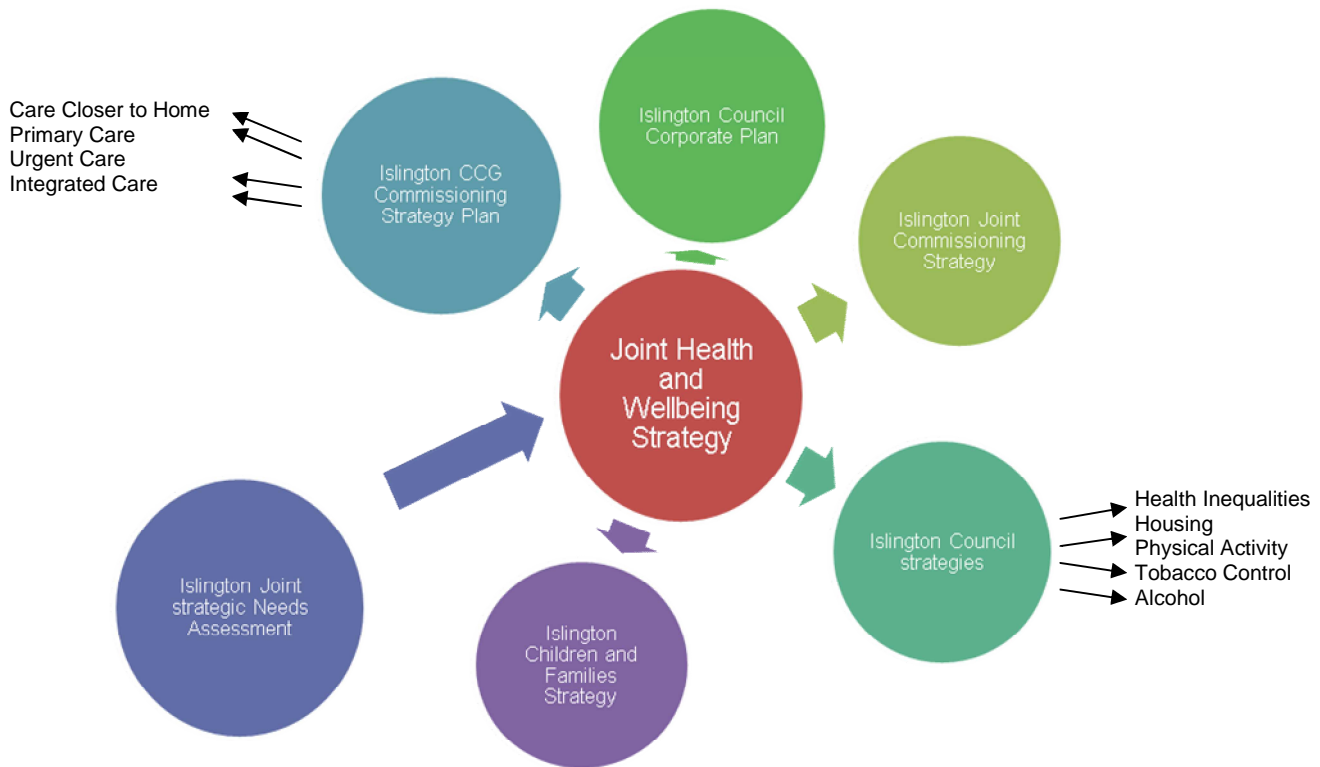 Care Closer to Home
Primary Care
Urgent Care
Integrated Care
Islington CCG
Commissioning
Strategy Plan
Islington Council
Corporate Plan
Islington Joint
Commissioning
Strategy
Joint Health
and
Wellbeing
Strategy
Islington Council
strategies
Health Inequalities
Housing
Physical Activity
Tobacco Control
Alcohol
Islington Joint
strategic Needs
Assessment
Islington
Children and
Families
Strategy